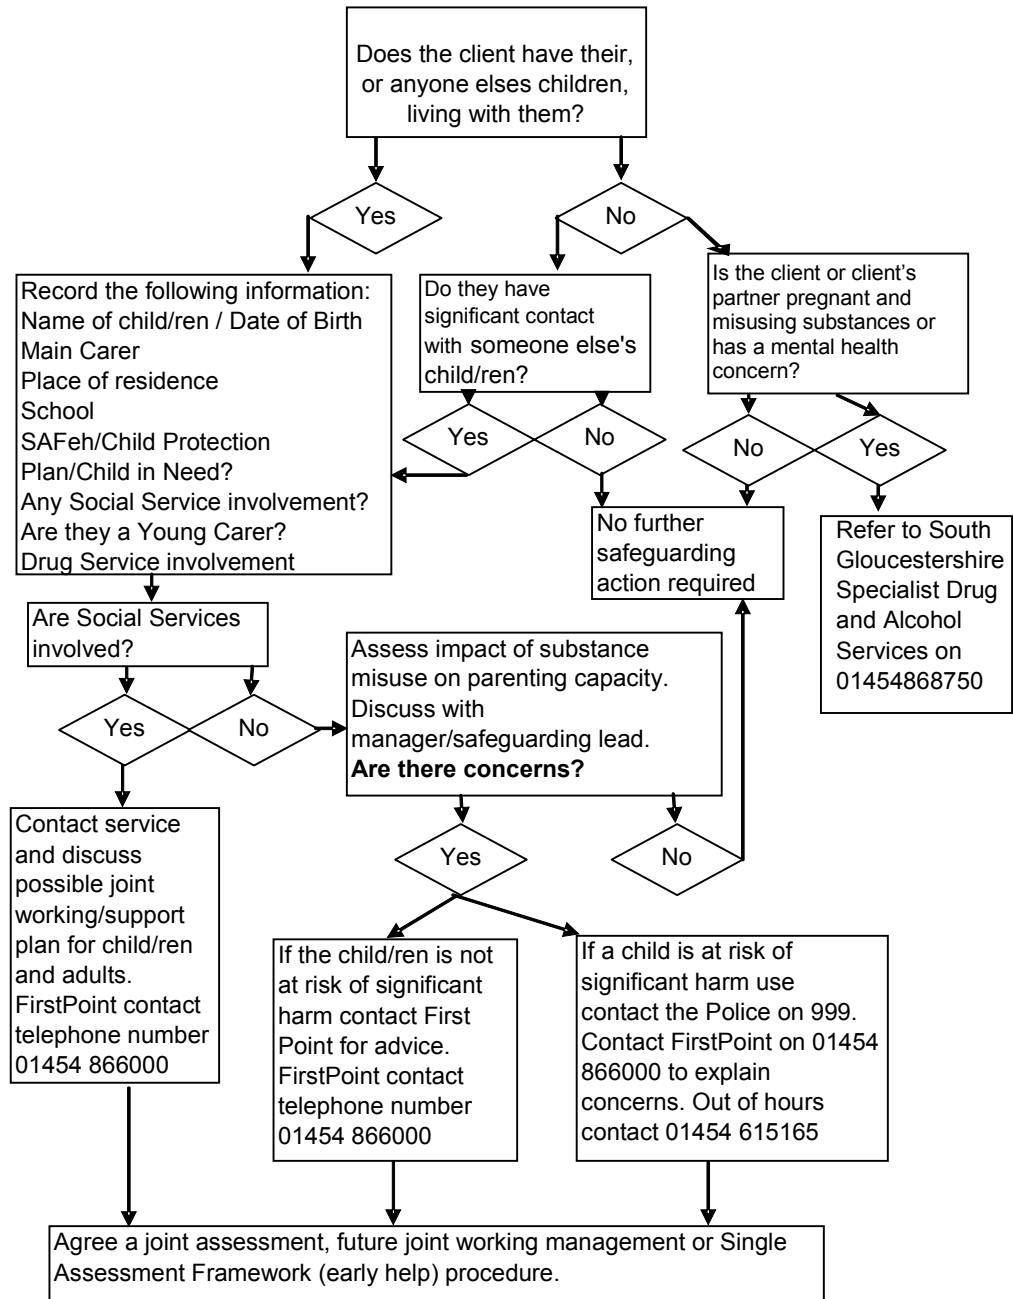 Does the client have their,
or anyone elses children,
living with them?
Yes
No
Record the following information:
Name of child/ren / Date of Birth
Main Carer
Place of residence
School
SAFeh/Child Protection
Plan/Child in Need?
Any Social Service involvement?
Are they a Young Carer?
Drug Service involvement
Do they have
significant contact
with someone else's
child/ren?
Is the client or client’s
partner pregnant and
misusing substances or
has a mental health
concern?
Yes
No
No
Yes
No further
safeguarding
action required
Refer to South
Gloucestershire
Specialist Drug
and Alcohol
Services on
01454868750
Are Social Services
involved?
Yes
No
Assess impact of substance
misuse on parenting capacity.
Discuss with
manager/safeguarding lead.
Are there concerns?
Yes
No
Contact service
and discuss
possible joint
working/support
plan for child/ren
and adults.
FirstPoint contact
telephone number
01454 866000
If the child/ren is not
at risk of significant
harm contact First
Point for advice.
FirstPoint contact
telephone number
01454 866000
If a child is at risk of
significant harm use
contact the Police on 999.
Contact FirstPoint on 01454
866000 to explain
concerns. Out of hours
contact 01454 615165
Agree a joint assessment, future joint working management or Single
Assessment Framework (early help) procedure.